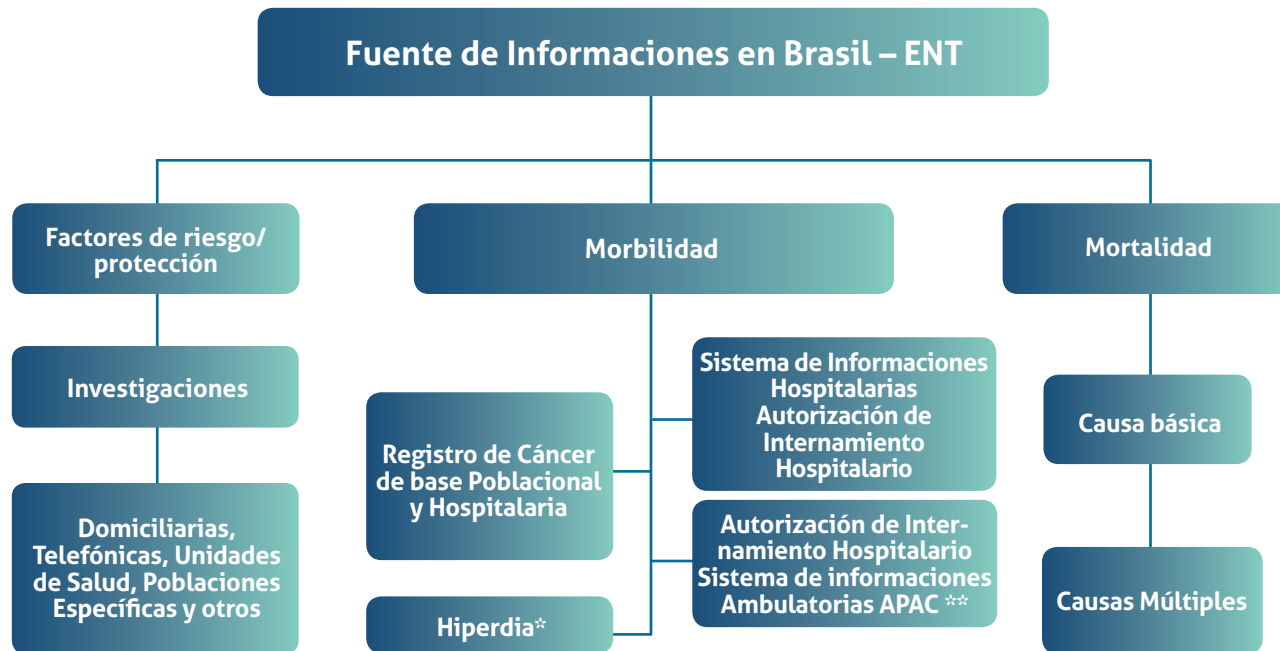 Fuente de Informaciones en Brasil – ENT
Factores de riesgo/
protección
Morbilidad
Mortalidad
Investigaciones
Domiciliarias,
Telefónicas, Unidades
de Salud, Poblaciones
Específicas y otros
Registro de Cáncer
de base Poblacional
y Hospitalaria
Hiperdia*
Sistema de Informaciones
Hospitalarias
Autorización de
Internamiento
Hospitalario
Autorización de Inter-
namiento Hospitalario
Sistema de informaciones
Ambulatorias APAC **
Causa básica
Causas Múltiples